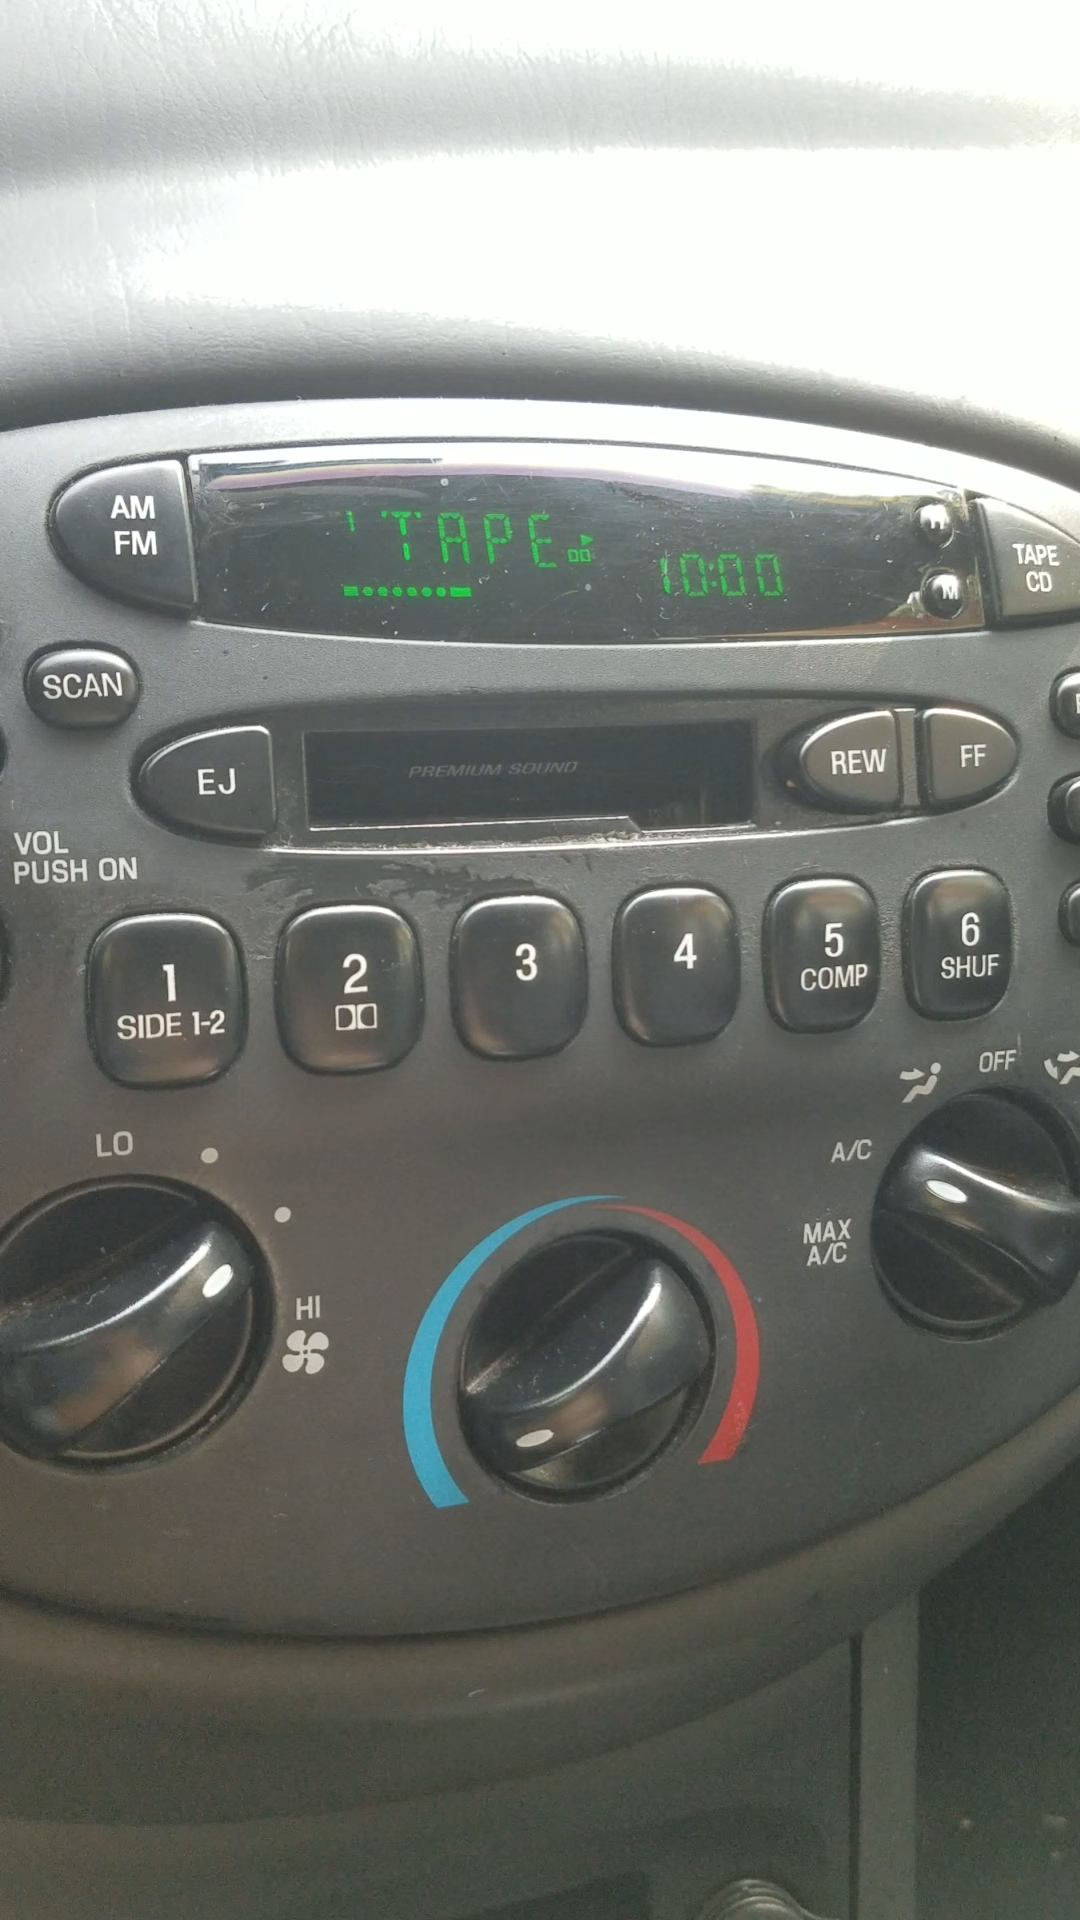 AM
FM
TAPE
10:00
H
M
TAPE
CD
SCAN
EJ
PREMIUM SOUND
REW
FF
VOL
PUSH ON
1
SIDE 1-2
2
3
4
5
COMP
6
SHUF
LO
HI
OFF
A/C
MAX
A/C